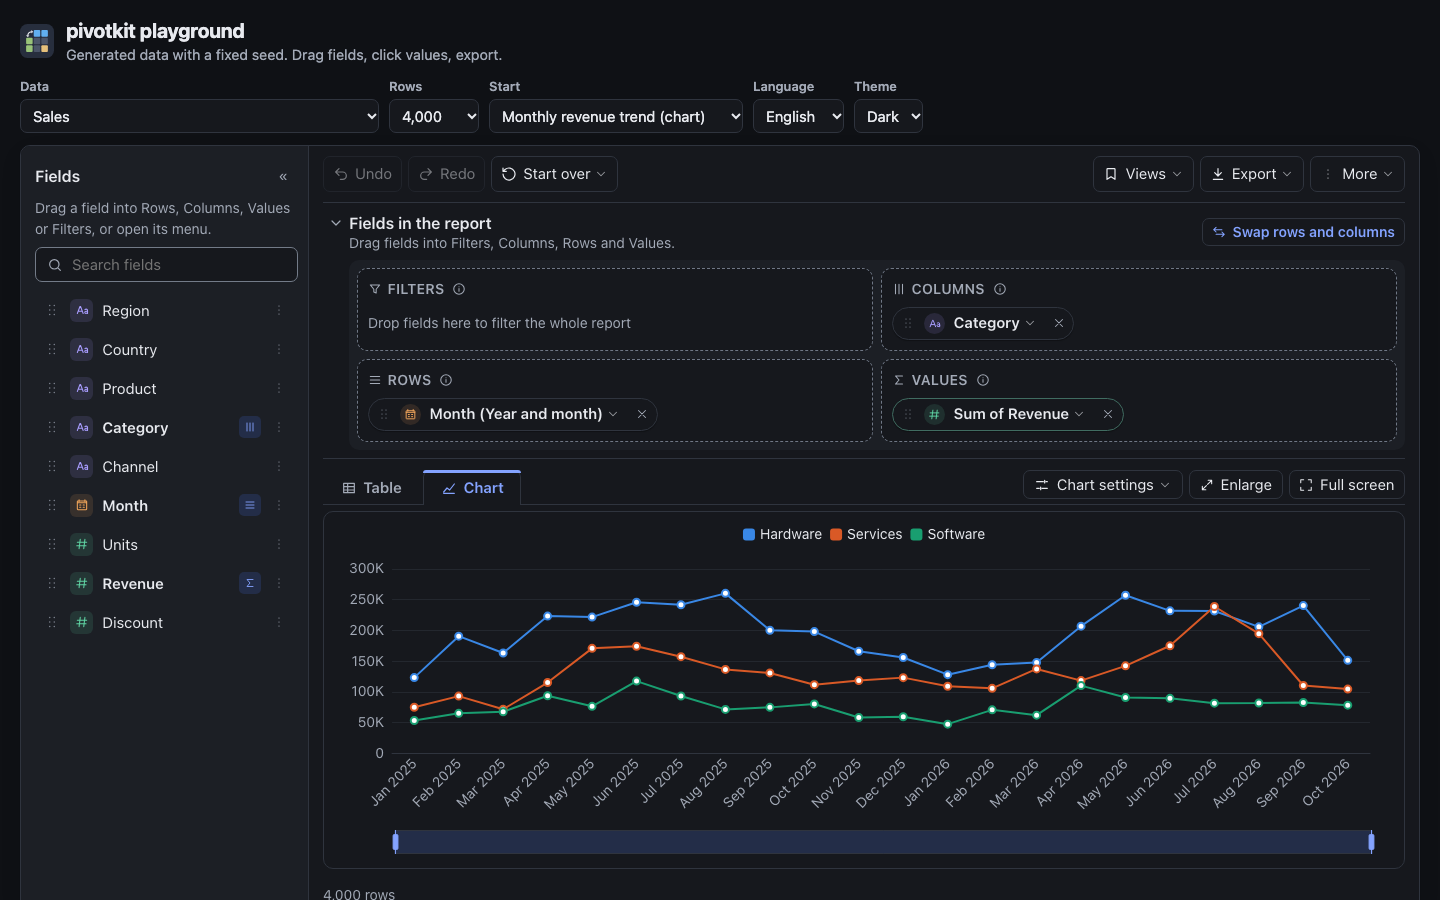 pivotkit playground
Generated data with a fixed seed. Drag fields, click values, export.
Data
Rows
Start
Language
Theme
Sales
4,000
Monthly revenue trend (chart)
English
Dark
Fields
«
Drag a field into Rows, Columns, Values
or Filters, or open its menu.
Search fields
Aa Region
Aa Country
Aa Product
Aa Category
Aa Channel
Month
# Units
# Revenue Σ
# Discount
Undo
Redo
Start over
Views
Export
More
Fields in the report
Drag fields into Filters, Columns, Rows and Values.
Swap rows and columns
FILTERS
Drop fields here to filter the whole report
COLUMNS
Aa Category
ROWS
Month (Year and month)
Σ VALUES
# Sum of Revenue
Table
Chart
Chart settings
Enlarge
Full screen
Hardware
Services
Software
300K
250K
200K
150K
100K
50K
0
Jan 2025
Feb 2025
Mar 2025
Apr 2025
May 2025
Jun 2025
Jul 2025
Aug 2025
Sep 2025
Oct 2025
Nov 2025
Dec 2025
Jan 2026
Feb 2026
Mar 2026
Apr 2026
May 2026
Jun 2026
Jul 2026
Aug 2026
Sep 2026
Oct 2026
4,000 rows